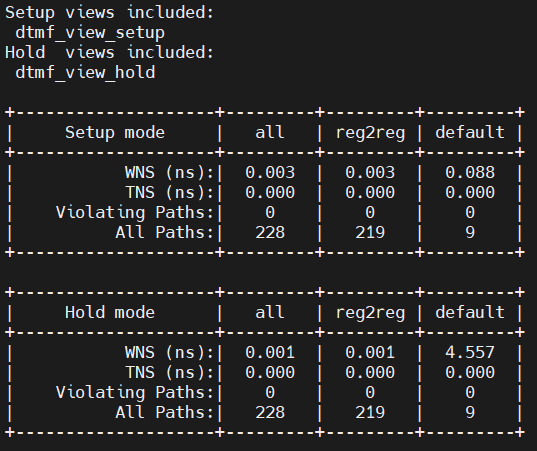 Setup views included:
 dtmf_view_setup
Hold  views included:
 dtmf_view_hold

+--------------------+---------+---------+---------+
|     Setup mode     |   all   | reg2reg | default |
+--------------------+---------+---------+---------+
|           WNS (ns):|  0.003  |  0.003  |  0.088  |
|           TNS (ns):|  0.000  |  0.000  |  0.000  |
|    Violating Paths:|    0    |    0    |    0    |
|          All Paths:|   228   |   219   |    9    |
+--------------------+---------+---------+---------+

+--------------------+---------+---------+---------+
|     Hold mode      |   all   | reg2reg | default |
+--------------------+---------+---------+---------+
|           WNS (ns):|  0.001  |  0.001  |  4.557  |
|           TNS (ns):|  0.000  |  0.000  |  0.000  |
|    Violating Paths:|    0    |    0    |    0    |
|          All Paths:|   228   |   219   |    9    |
+--------------------+---------+---------+---------+